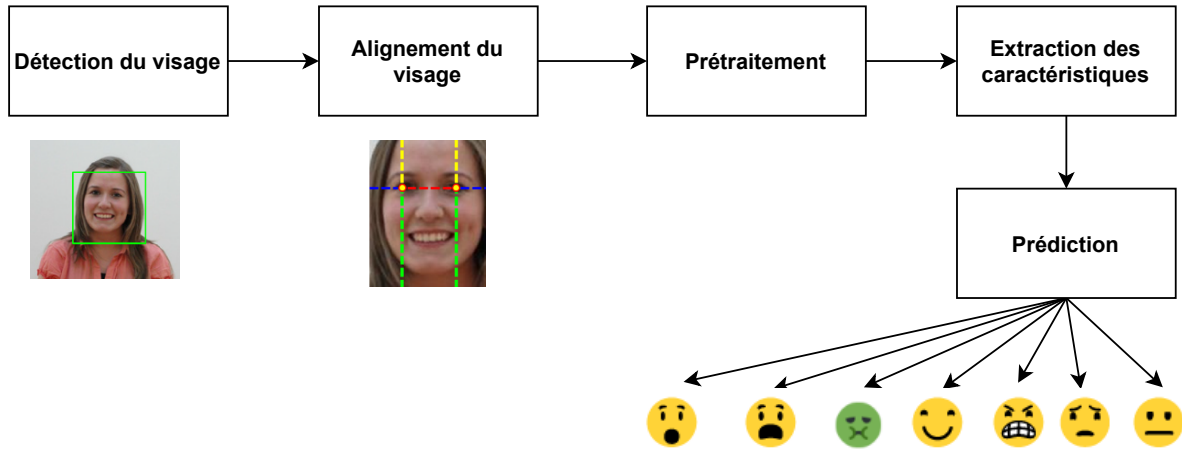 Détection du visage
Alignement du
visage
Prétraitement
Extraction des
caractéristiques
Prédiction